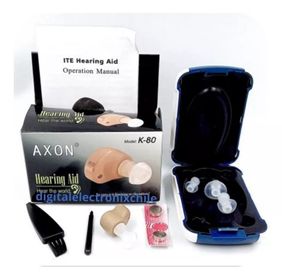 ITE Hearing Aid
Operation Manual
AXON®
Model: K-80
Hearing Aid
Hear the world
digitalelectronixchile